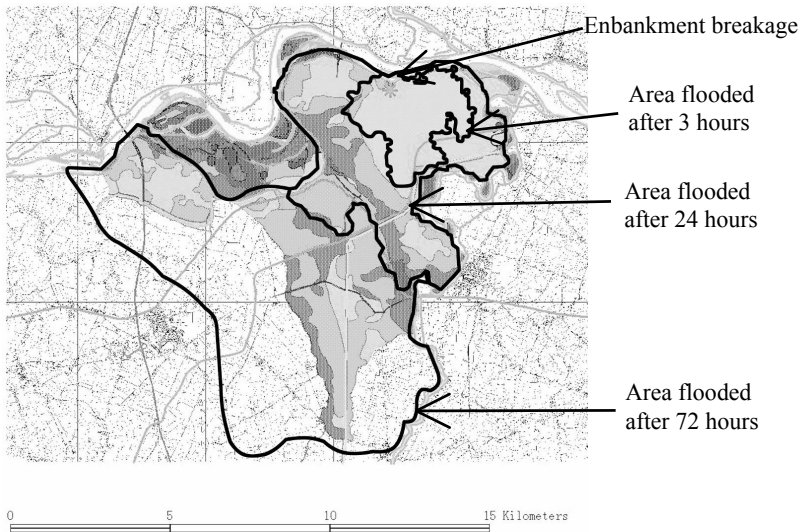 Enbankment breakage
Area flooded
after 3 hours
Area flooded
after 24 hours
Area flooded
after 72 hours
0 5 10 15 Kilometers